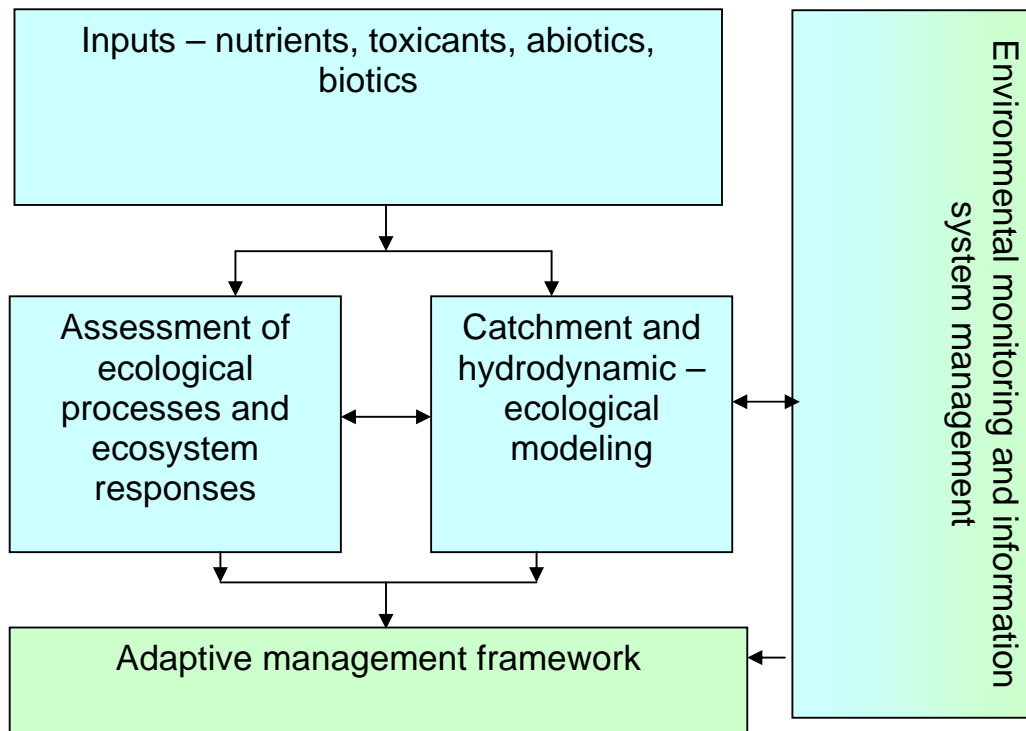 Inputs – nutrients, toxicants, abiotics,
biotics
Assessment of
ecological
processes and
ecosystem
responses
Catchment and
hydrodynamic –
ecological
modeling
Environmental monitoring and information
system management
Adaptive management framework